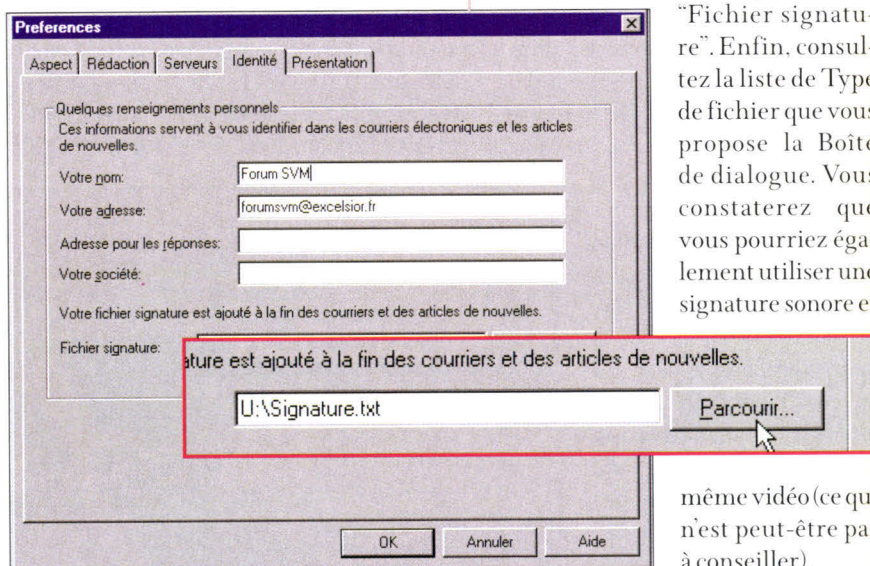 Preferences
Aspect Rédaction Serveurs Identité Présentation
Quelques renseignements personnels
Ces informations servent à vous identifier dans les courriers électroniques et les articles
de nouvelles.
Votre nom: Forum SVM
Votre adresse: forumsvm@excelsior.fr
Adresse pour les réponses:
Votre société:
Votre fichier signature est ajouté à la fin des courriers et des articles de nouvelles.
Fichier signature:
ature est ajouté à la fin des courriers et des articles de nouvelles.
U:\Signature.txt Parcourir...
OK Annuler Aide
“Fichier signatu-
re”. Enfin, consul-
tez la liste de Type
de fichier que vous
propose la Boîte
de dialogue. Vous
constaterez que
vous pourriez éga
lement utiliser une
signature sonore e
même vidéo (ce qu
n'est peut-être pa
à conseiller).